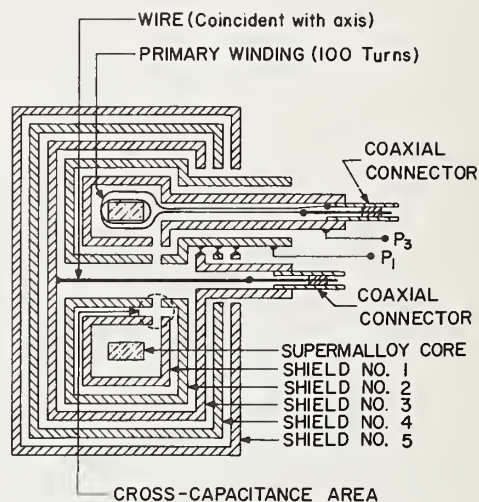 WIRE (Coincident with axis)
PRIMARY WINDING (100 Turns)
COAXIAL
CONNECTOR
P3
P1
COAXIAL
CONNECTOR
SUPERMALLOY CORE
SHIELD NO. 1
SHIELD NO. 2
SHIELD NO. 3
SHIELD NO. 4
SHIELD NO. 5
CROSS-CAPACITANCE AREA